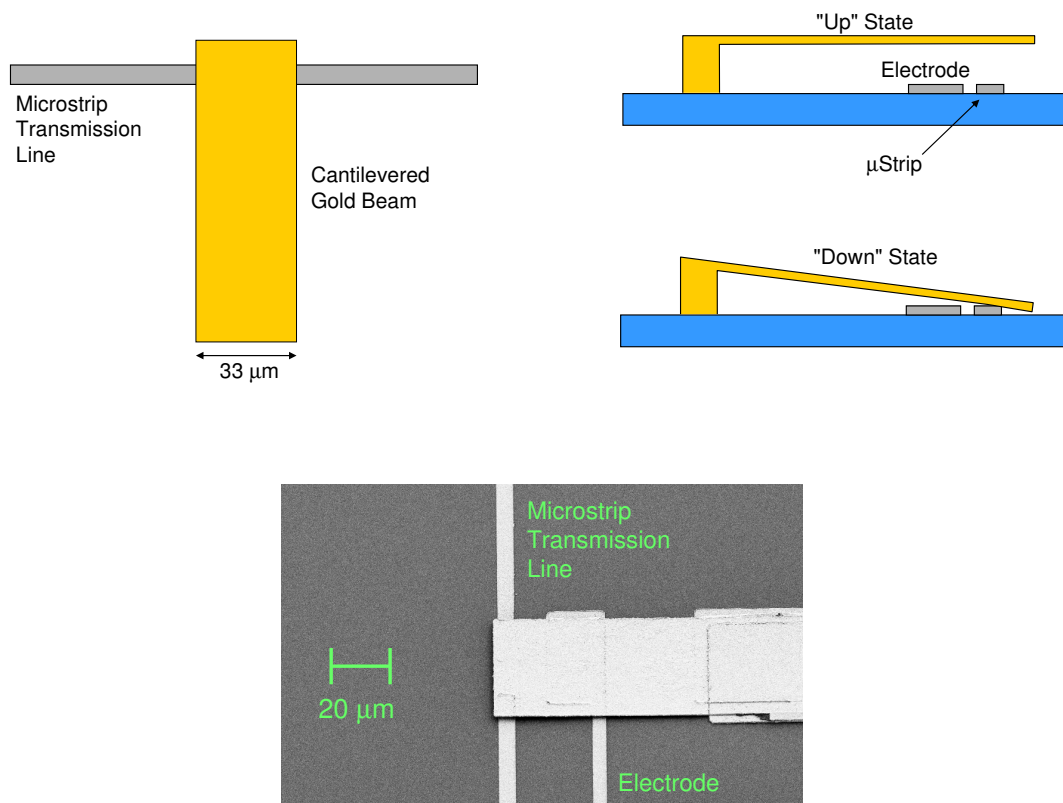 Microstrip
Transmission
Line
Cantilevered
Gold Beam
33 μm
"Up" State
Electrode
μStrip
"Down" State
Microstrip
Transmission
Line
20 μm
Electrode